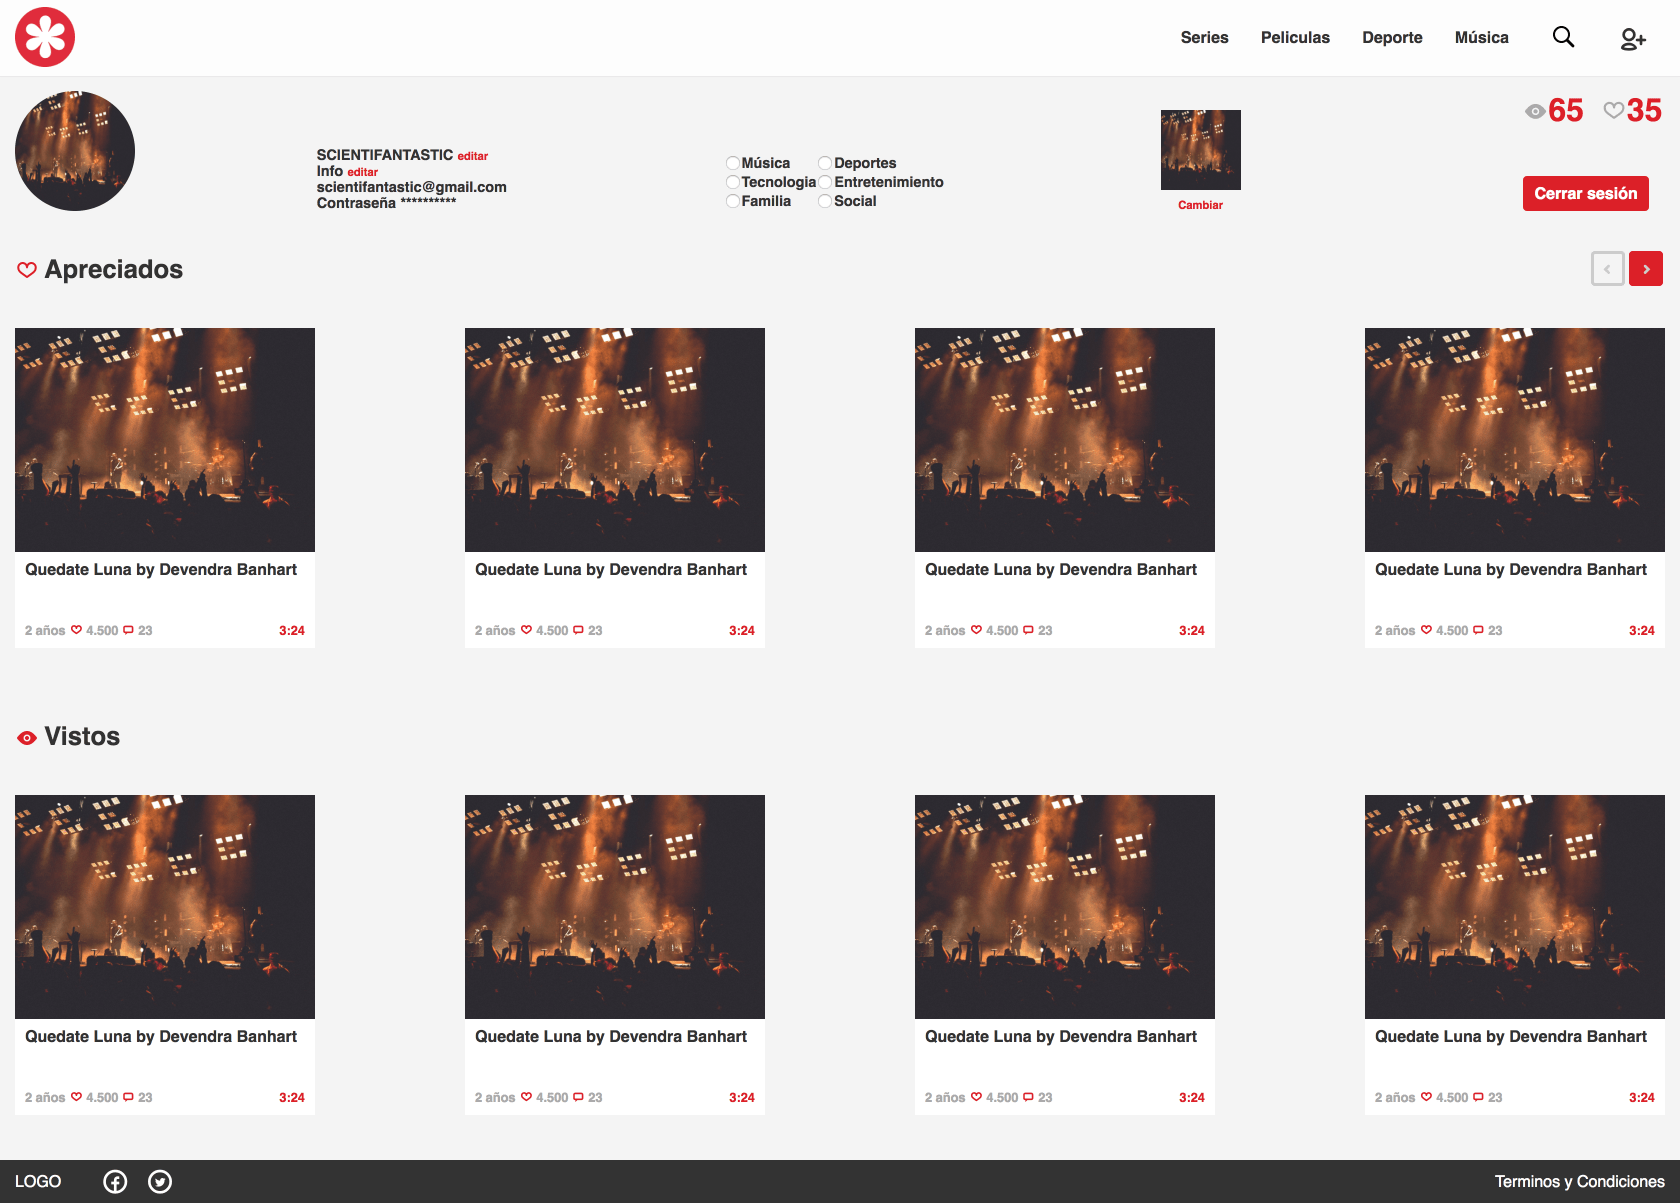 Series Peliculas Deporte Música
65 35
SCIENTIFANTASTIC editar
Info editar
scientifantastic@gmail.com
Contraseña **********
Música Deportes
Tecnologia Entretenimiento
Familia Social
Cambiar
Cerrar sesión
Apreciados
Quedate Luna by Devendra Banhart
2 años 4.500 23 3:24
Quedate Luna by Devendra Banhart
2 años 4.500 23 3:24
Quedate Luna by Devendra Banhart
2 años 4.500 23 3:24
Quedate Luna by Devendra Banhart
2 años 4.500 23 3:24
Vistos
Quedate Luna by Devendra Banhart
2 años 4.500 23 3:24
Quedate Luna by Devendra Banhart
2 años 4.500 23 3:24
Quedate Luna by Devendra Banhart
2 años 4.500 23 3:24
Quedate Luna by Devendra Banhart
2 años 4.500 23 3:24
LOGO
Terminos y Condiciones